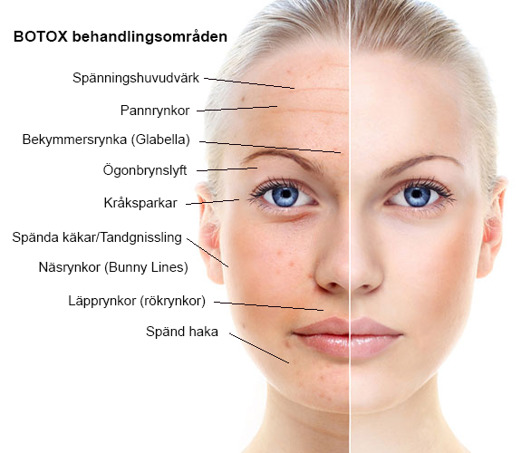 BOTOX behandlingsområden
Spänningshuvudvärk
Pannrynkor
Bekymmersrynka (Glabella)
Ögonbrynslyft
Kråksparkar
Spända käkar/Tandgnissling
Näsrynkor (Bunny Lines)
Läpprynkor (rökrynkor)
Spänd haka